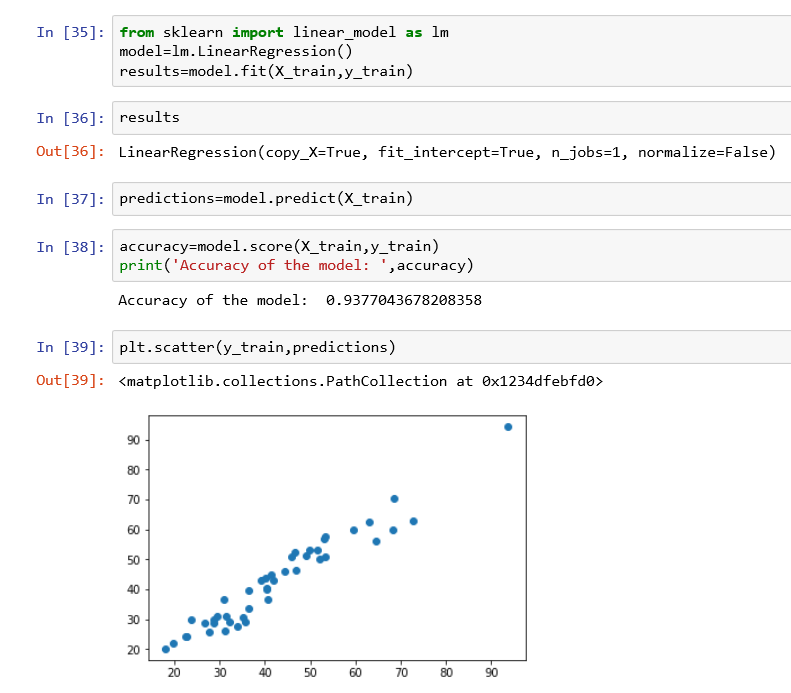 In [35]: from sklearn import linear_model as lm
model=lm.LinearRegression()
results=model.fit(X_train,y_train)
In [36]: results
Out[36]: LinearRegression(copy_X=True, fit_intercept=True, n_jobs=1, normalize=False)
In [37]: predictions=model.predict(X_train)
In [38]: accuracy=model.score(X_train,y_train)
print('Accuracy of the model: ',accuracy)
Accuracy of the model:  0.9377043678208358
In [39]: plt.scatter(y_train,predictions)
Out[39]: <matplotlib.collections.PathCollection at 0x1234dfebfd0>
90
80
70
60
50
40
30
20
20 30 40 50 60 70 80 90